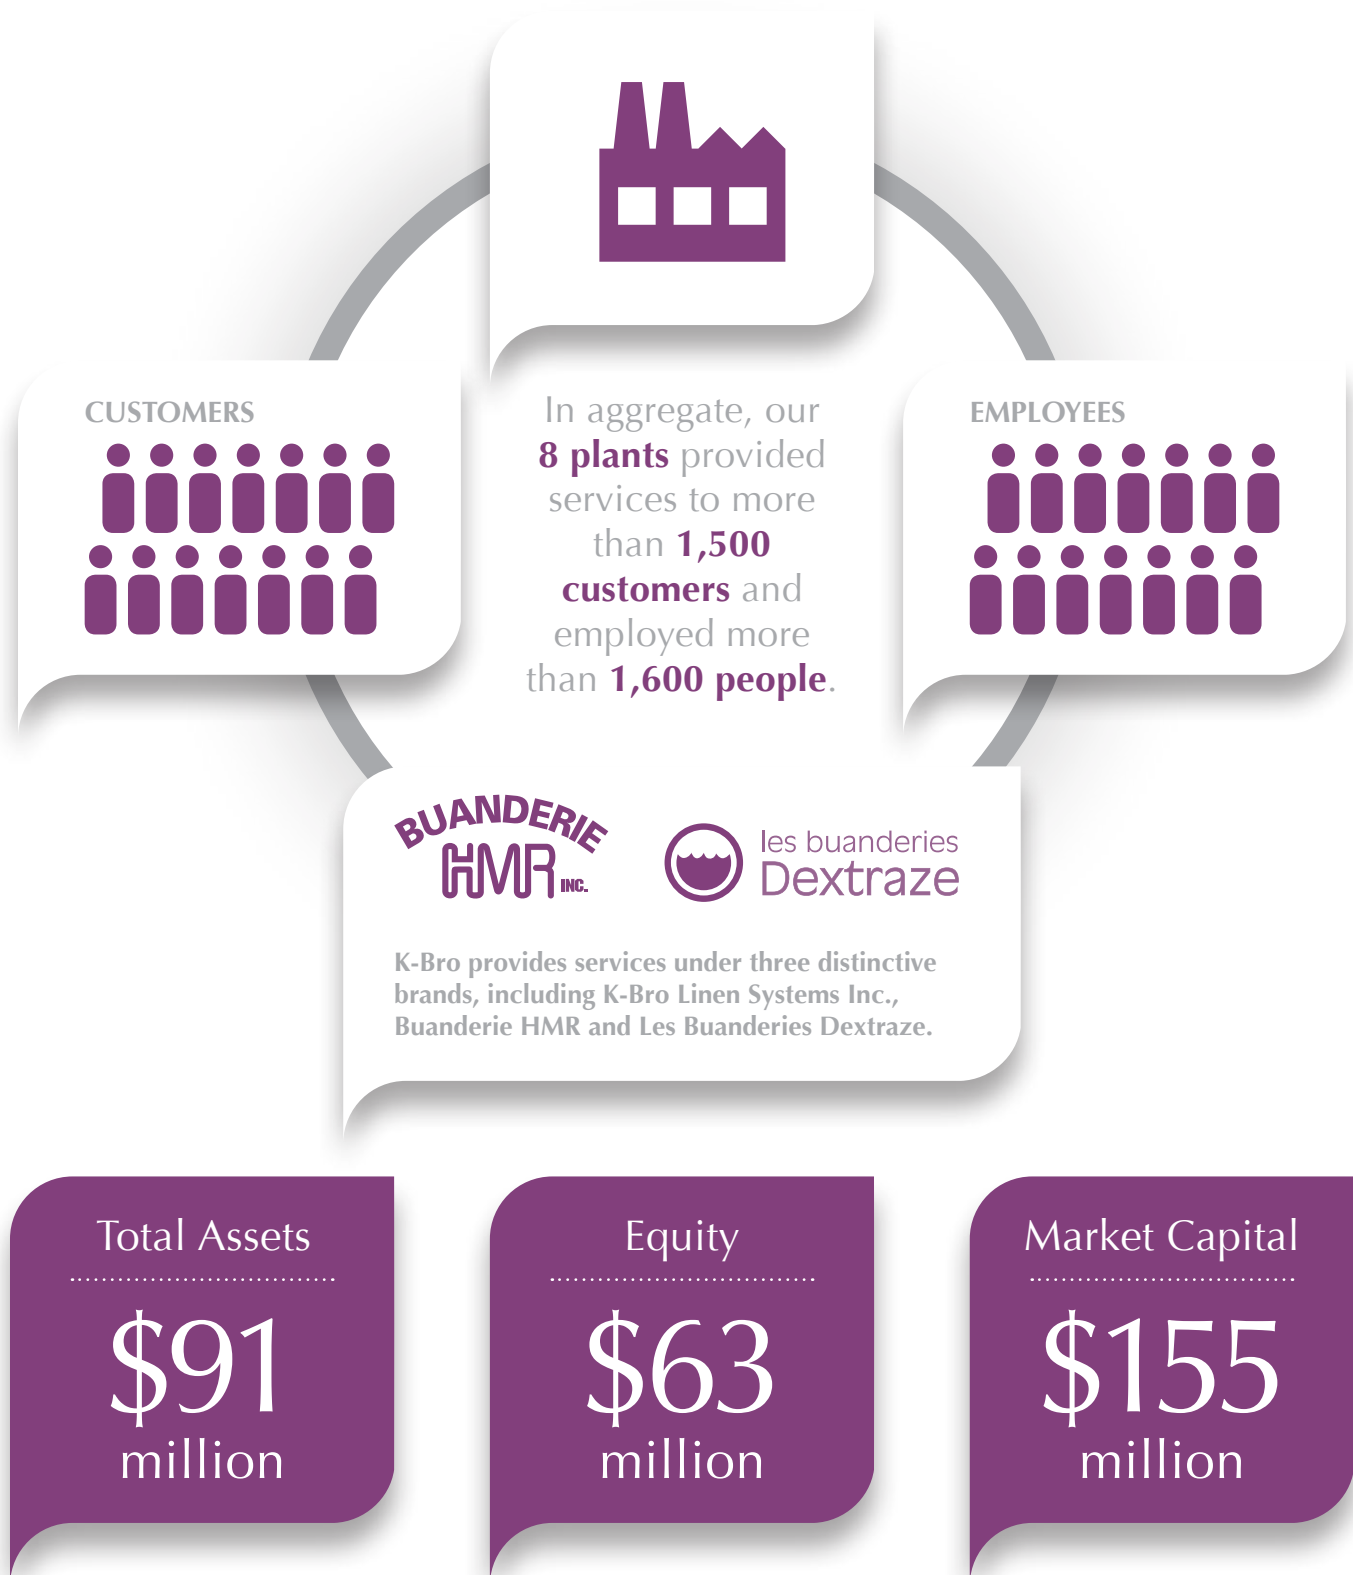 CUSTOMERS
In aggregate, our
8 plants provided
services to more
than 1,500
customers and
employed more
than 1,600 people.
EMPLOYEES
BUANDERIE
HMR INC.
les buanderies
Dextraze
K-Bro provides services under three distinctive
brands, including K-Bro Linen Systems Inc.,
Buanderie HMR and Les Buanderies Dextraze.
Total Assets
$91
million
Equity
$63
million
Market Capital
$155
million